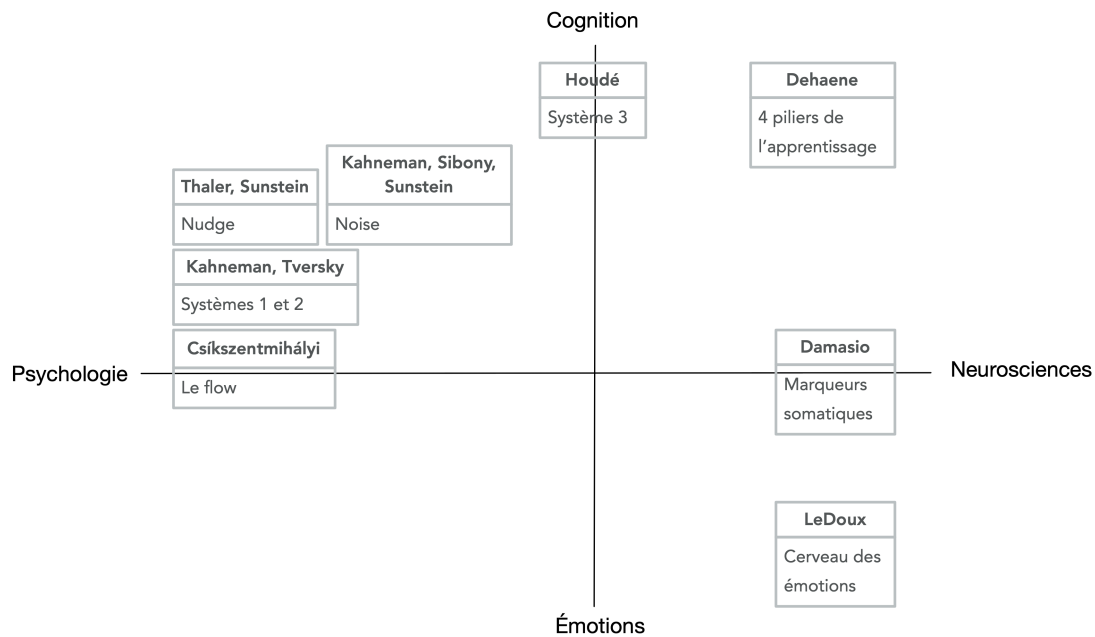 Cognition
Houdé
Système 3
Dehaene
4 piliers de
l'apprentissage
Kahneman, Sibony,
Sunstein
Noise
Thaler, Sunstein
Nudge
Kahneman, Tversky
Systèmes 1 et 2
Csíkszentmihályi
Le flow
Psychologie
Neurosciences
Damasio
Marqueurs
somatiques
LeDoux
Cerveau des
émotions
Émotions